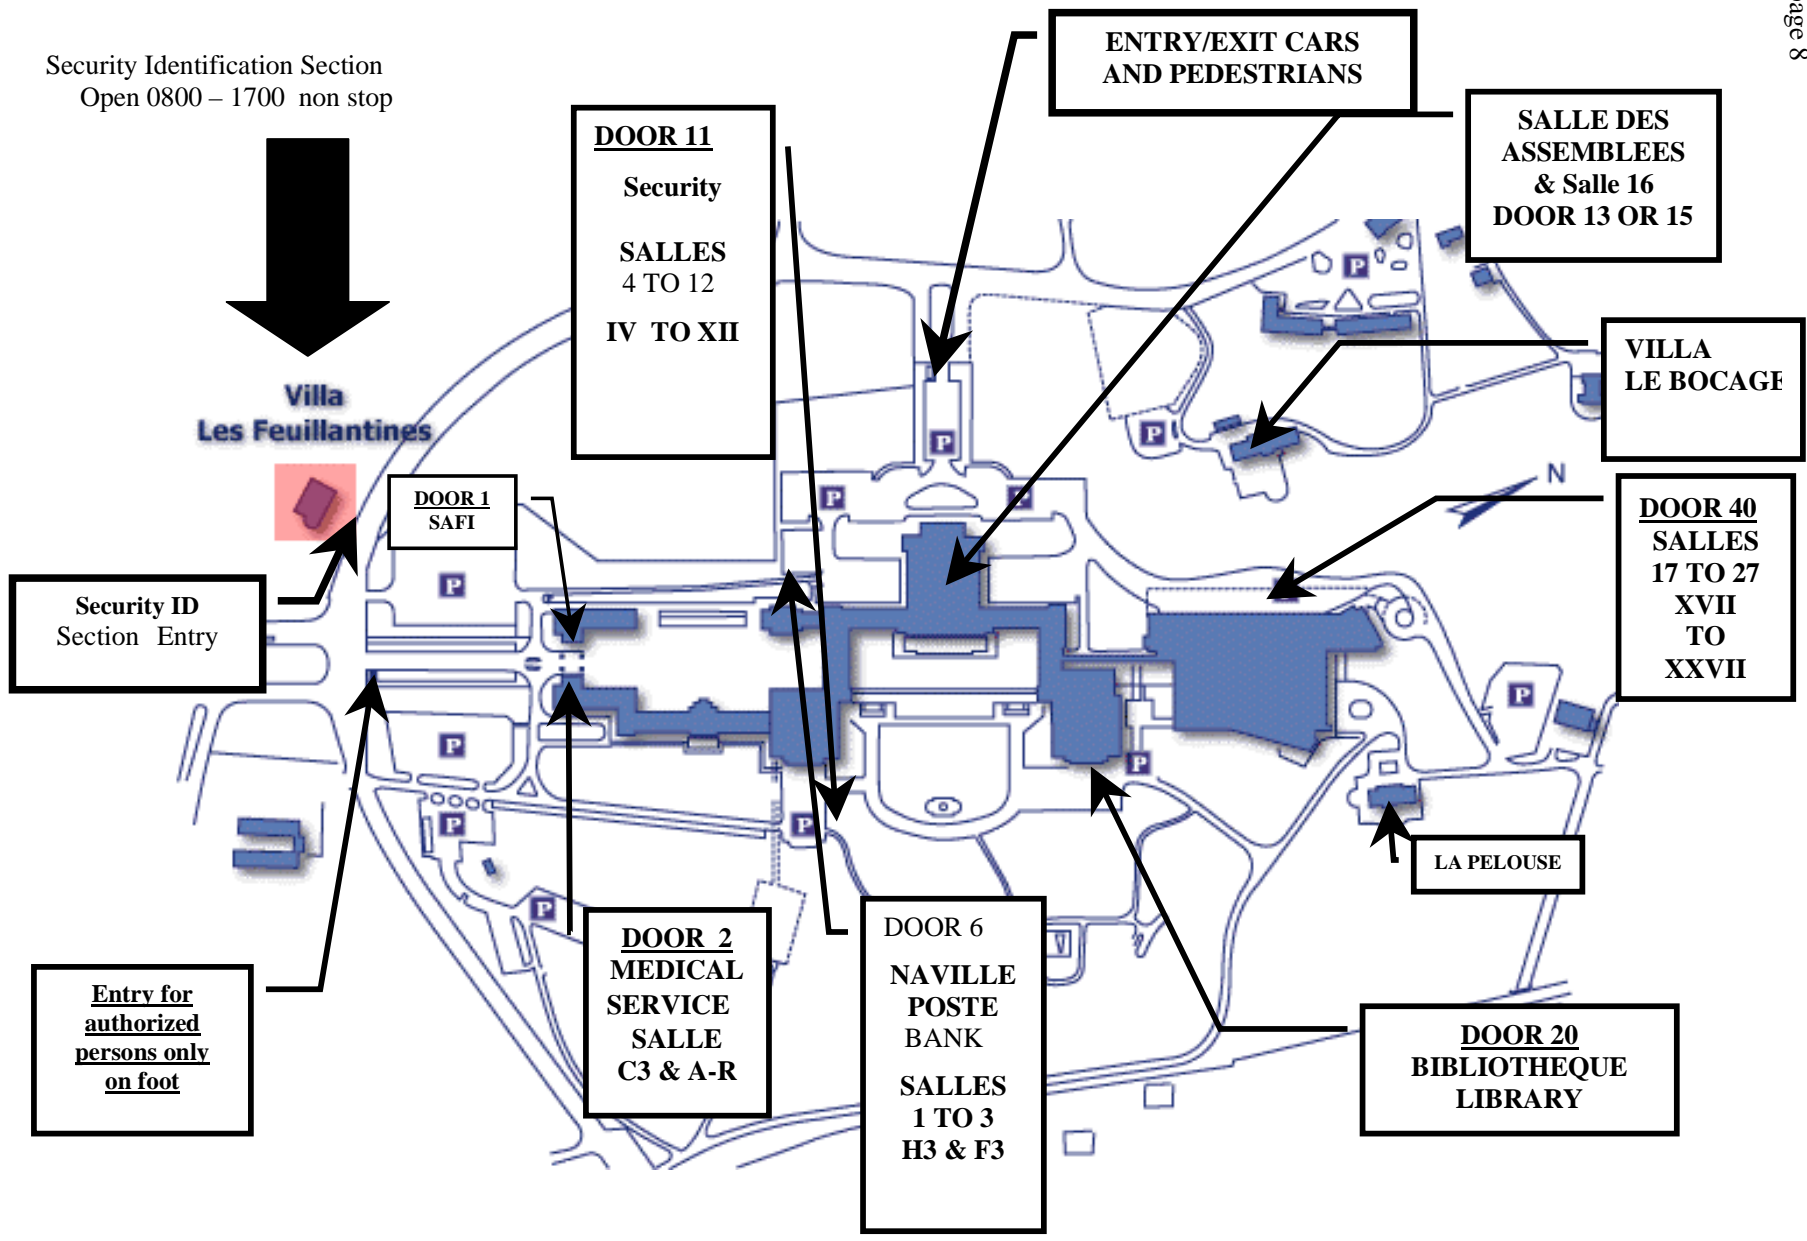 page 8
Security Identification Section
Open 0800 – 1700 non stop
ENTRY/EXIT CARS
AND PEDESTRIANS
DOOR 11
Security
SALLES
4 TO 12
IV TO XII
SALLE DES
ASSEMBLEES
& Salle 16
DOOR 13 OR 15
VILLA
LE BOCAGE
Villa
Les Feuillantines
DOOR 1
SAFI
N
DOOR 40
SALLES
17 TO 27
XVII
TO
XXVII
Security ID
Section Entry
P
P
P
P
P
P
P
P
P
P
P
P
P
LA PELOUSE
Entry for
authorized
persons only
on foot
DOOR 2
MEDICAL
SERVICE
SALLE
C3 & A-R
DOOR 6
NAVILLE
POSTE
BANK
SALLES
1 TO 3
H3 & F3
DOOR 20
BIBLIOTHEQUE
LIBRARY